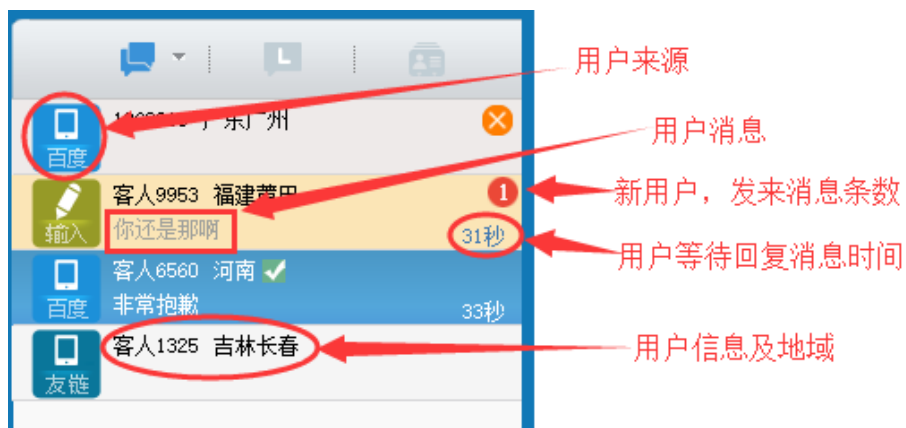 用户来源
广东广州
百度
用户消息
客人9953 福建莆田
1
新用户，发来消息条数
输入
你还是那啊
31秒
用户等待回复消息时间
客人6560 河南
百度
非常抱歉
33秒
客人1325 吉林长春
用户信息及地域
友链